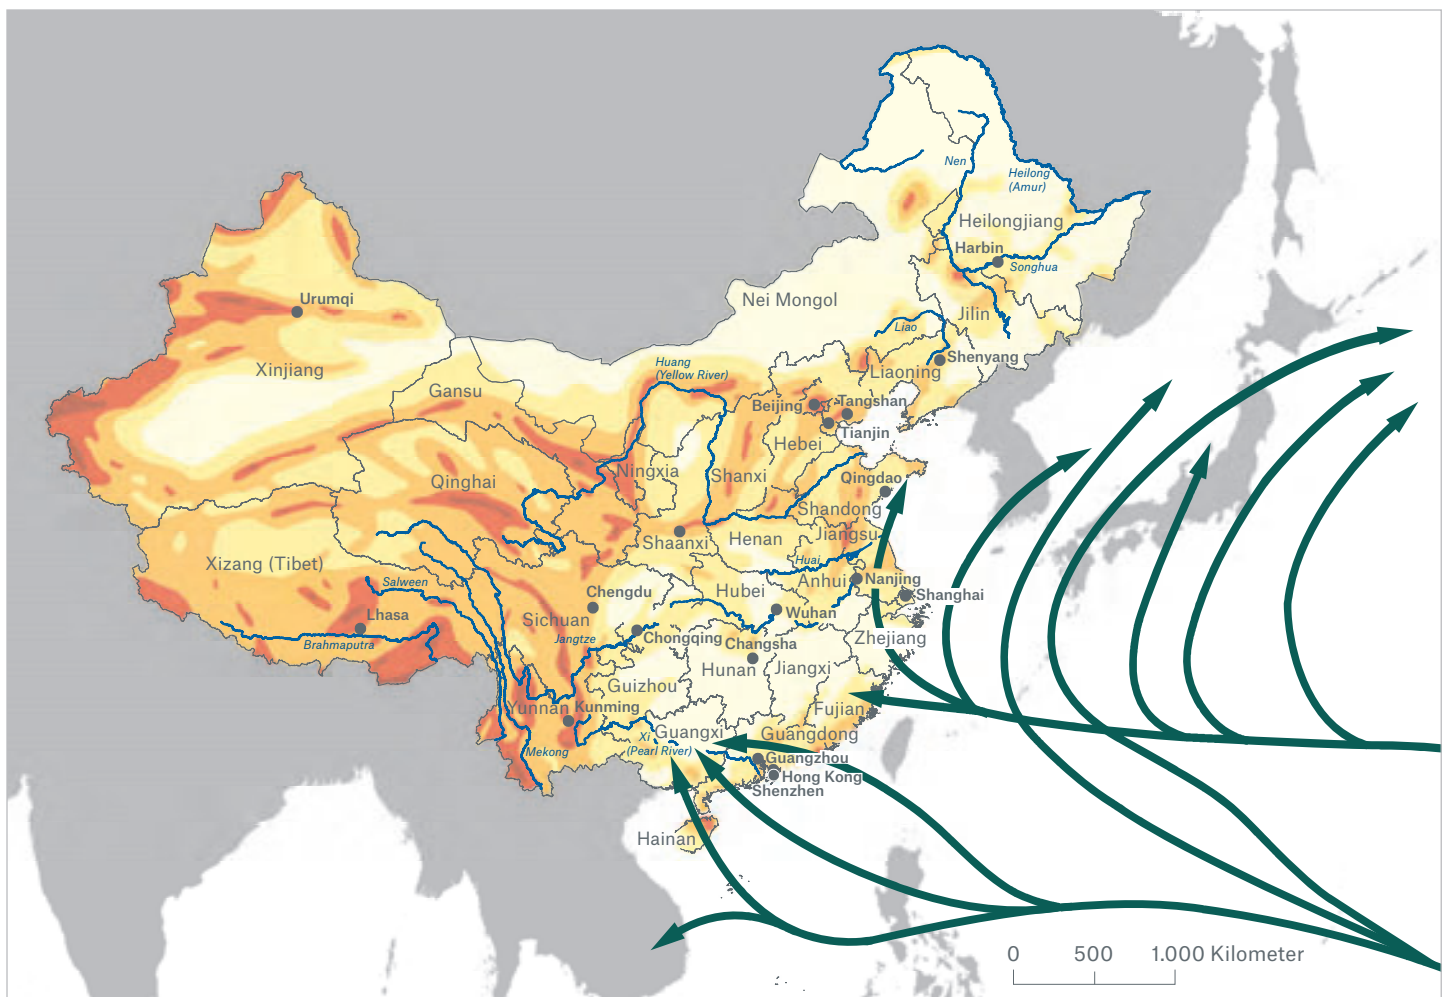 Nen
Heilong
(Amur)
Heilongjiang
Harbin
Songhua
Urumqi
Nei Mongol
Jilin
Liao
Shenyang
Xinjiang
Huang
(Yellow River)
Liaoning
Gansu
Beijing
Tangshan
Tianjin
Hebei
Ningxia
Qinghai
Shanxi
Qingdao
Shandong
Shaanxi
Henan
Jiangsu
Xizang (Tibet)
Huai
Salween
Anhui
Nanjing
Chengdu
Hubei
Shanghai
Lhasa
Sichuan
Wuhan
Brahmaputra
Jangtze
Chongqing
Changsha
Zhejiang
Hunan
Jiangxi
Guizhou
Yunnan
Kunming
Fujian
Xi
(Pearl River)
Guangxi
Guangdong
Mekong
Guangzhou
Hong Kong
Shenzhen
Hainan
0 500 1.000 Kilometer